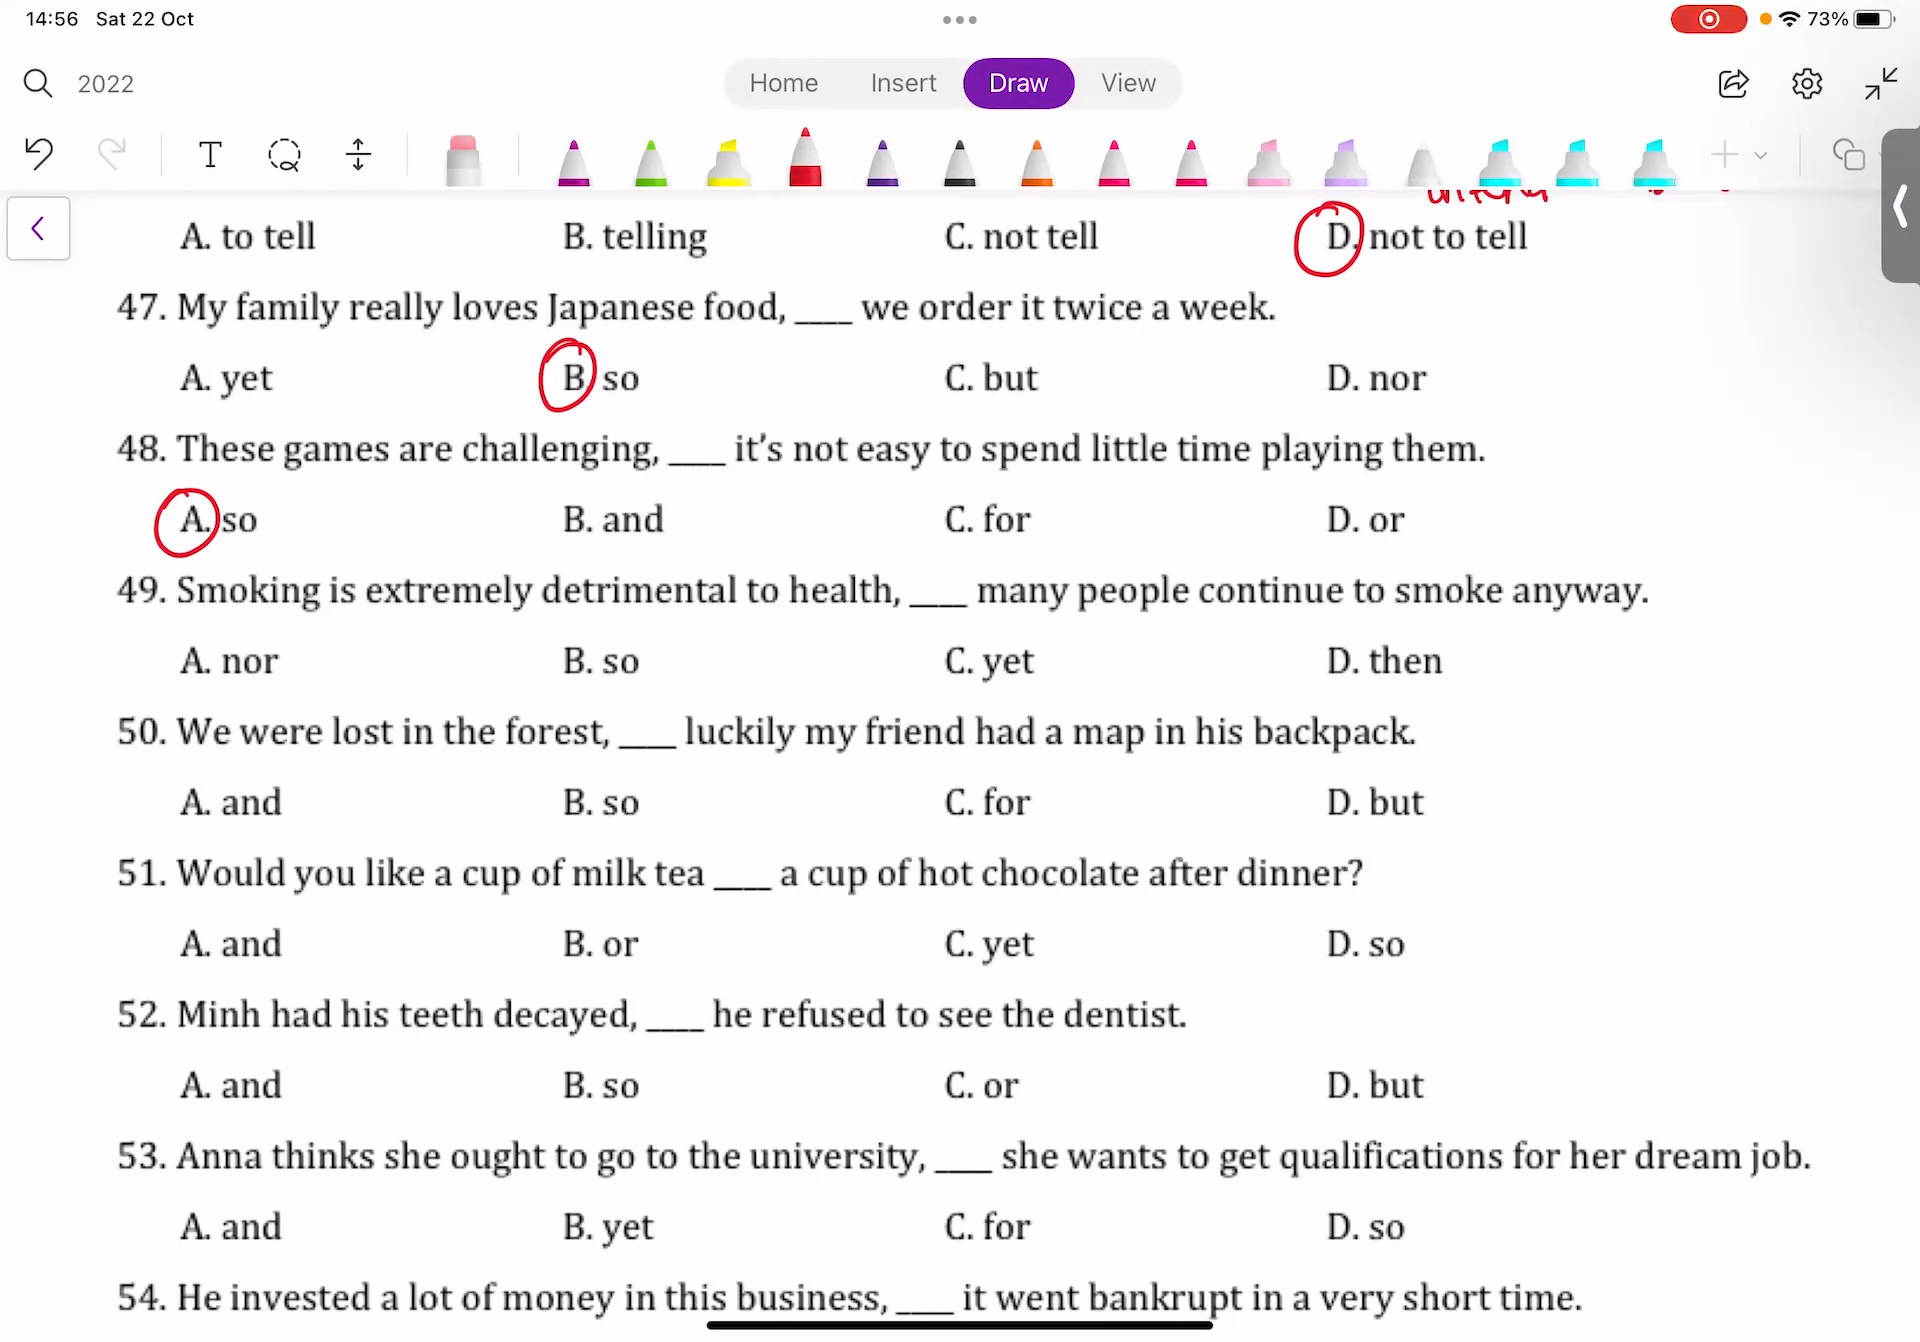 14:56 Sat 22 Oct
73%
2022
Home Insert Draw View
T
A. to tell B. telling C. not tell D. not to tell
47. My family really loves Japanese food, ____ we order it twice a week.
A. yet B. so C. but D. nor
48. These games are challenging, ____ it's not easy to spend little time playing them.
A. so B. and C. for D. or
49. Smoking is extremely detrimental to health, ____ many people continue to smoke anyway.
A. nor B. so C. yet D. then
50. We were lost in the forest, ____ luckily my friend had a map in his backpack.
A. and B. so C. for D. but
51. Would you like a cup of milk tea ____ a cup of hot chocolate after dinner?
A. and B. or C. yet D. so
52. Minh had his teeth decayed, ____ he refused to see the dentist.
A. and B. so C. or D. but
53. Anna thinks she ought to go to the university, ____ she wants to get qualifications for her dream job.
A. and B. yet C. for D. so
54. He invested a lot of money in this business, ____ it went bankrupt in a very short time.